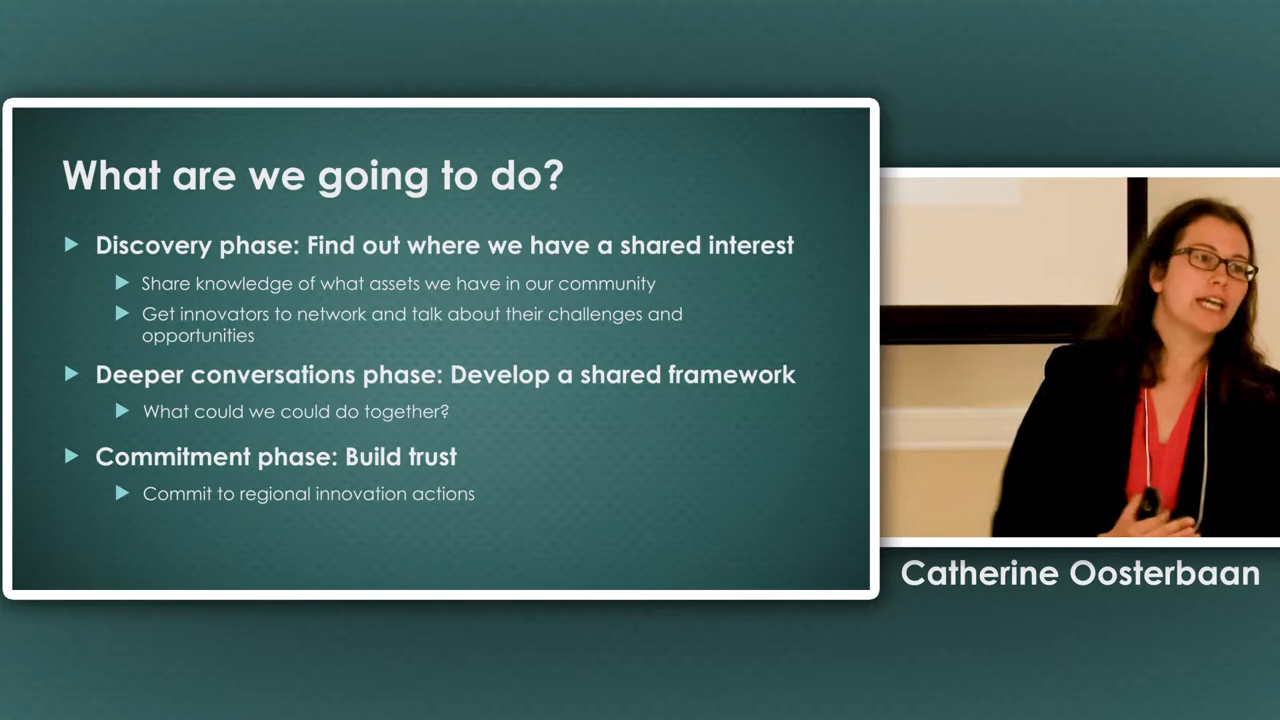 What are we going to do?
Discovery phase: Find out where we have a shared interest
Share knowledge of what assets we have in our community
Get innovators to network and talk about their challenges and
opportunities
Deeper conversations phase: Develop a shared framework
What could we could do together?
Commitment phase: Build trust
Commit to regional innovation actions
Catherine Oosterbaan